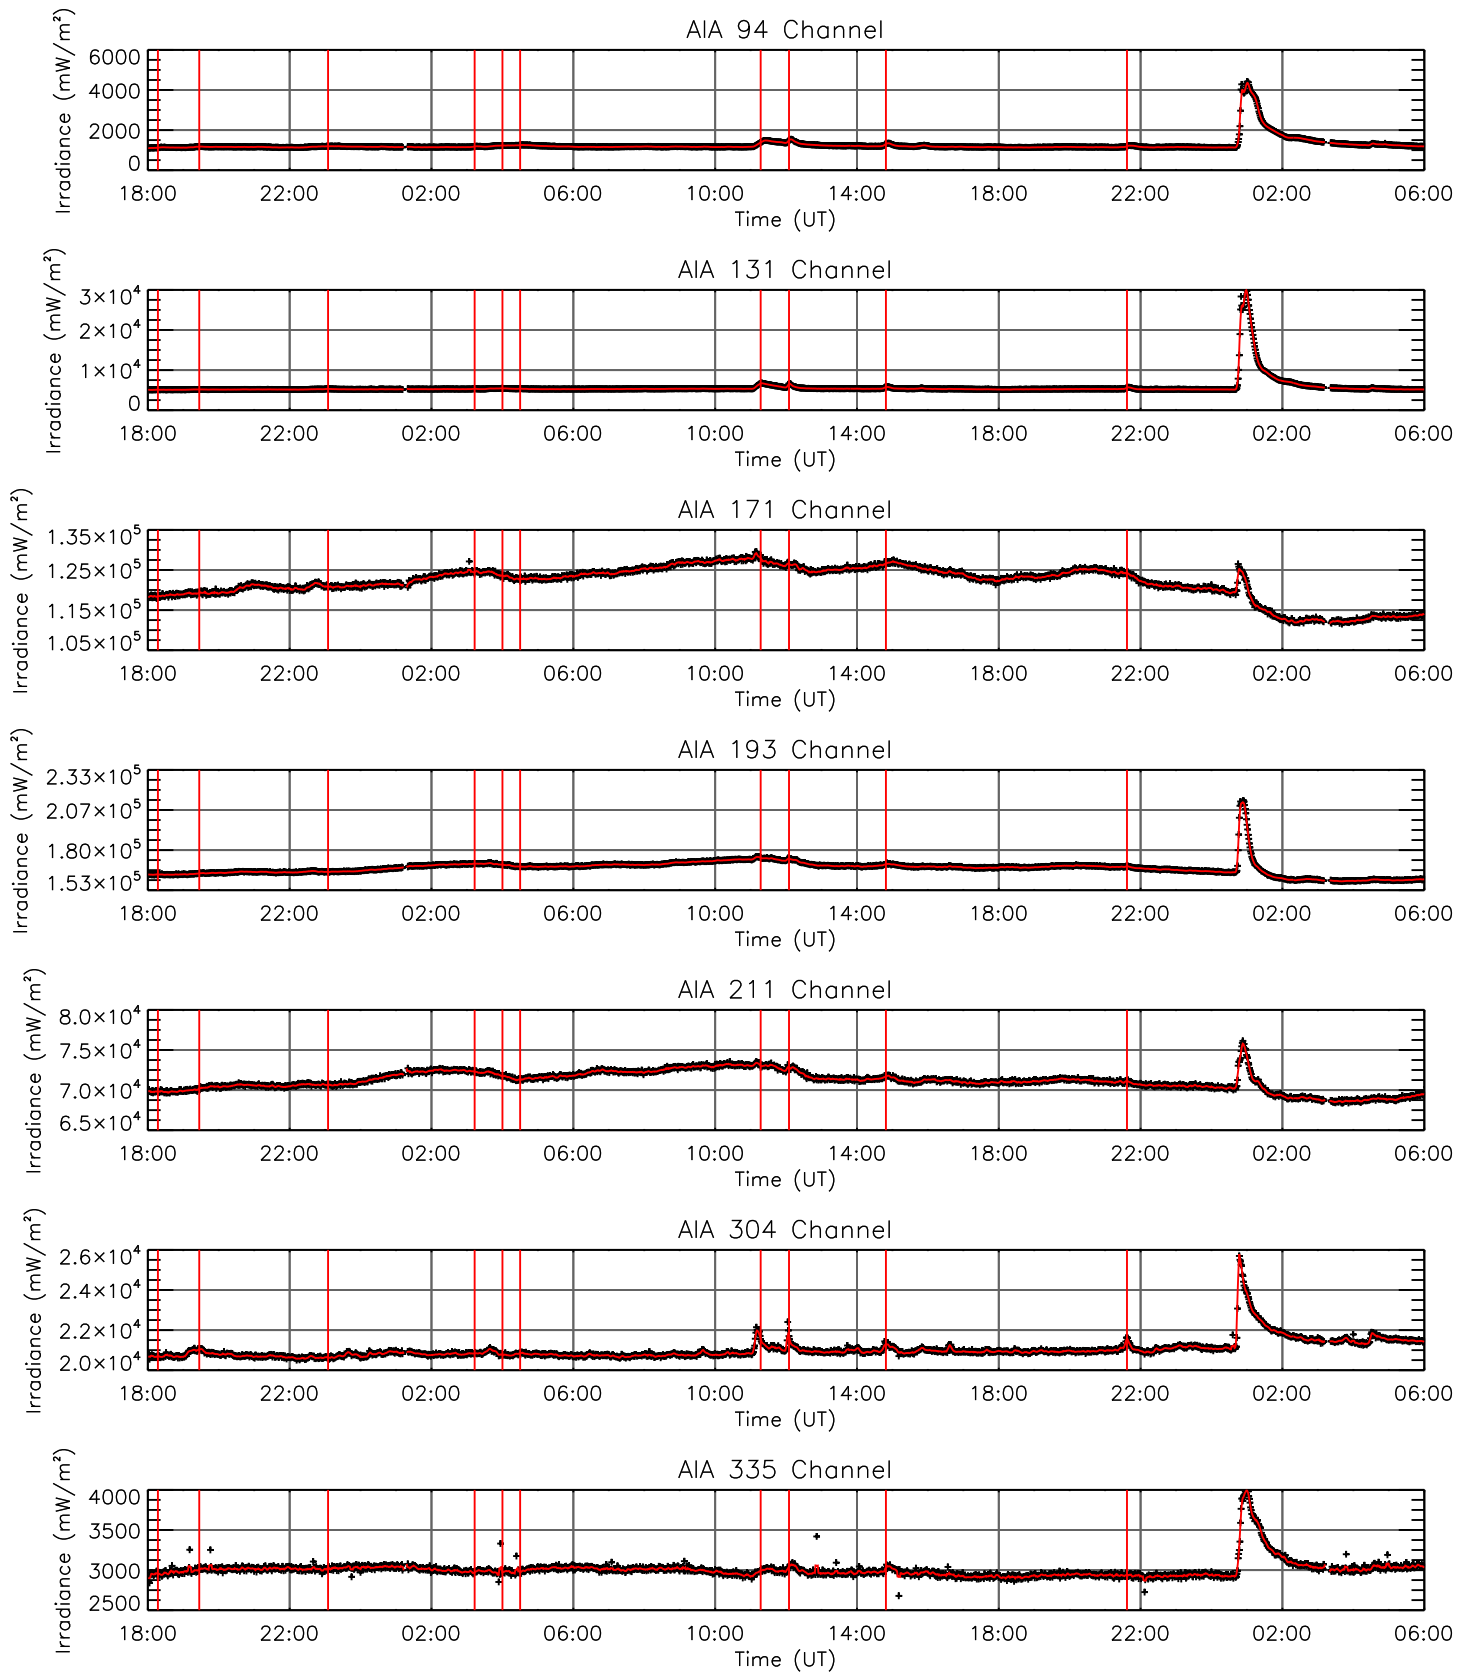 AIA 94 Channel
Irradiance (mW/m²)
6000
4000
2000
0
18:00 22:00 02:00 06:00 10:00 14:00 18:00 22:00 02:00 06:00
Time (UT)
AIA 131 Channel
Irradiance (mW/m²)
3×10⁴
2×10⁴
1×10⁴
0
18:00 22:00 02:00 06:00 10:00 14:00 18:00 22:00 02:00 06:00
Time (UT)
AIA 171 Channel
Irradiance (mW/m²)
1.35×10⁵
1.25×10⁵
1.15×10⁵
1.05×10⁵
18:00 22:00 02:00 06:00 10:00 14:00 18:00 22:00 02:00 06:00
Time (UT)
AIA 193 Channel
Irradiance (mW/m²)
2.33×10⁵
2.07×10⁵
1.80×10⁵
1.53×10⁵
18:00 22:00 02:00 06:00 10:00 14:00 18:00 22:00 02:00 06:00
Time (UT)
AIA 211 Channel
Irradiance (mW/m²)
8.0×10⁴
7.5×10⁴
7.0×10⁴
6.5×10⁴
18:00 22:00 02:00 06:00 10:00 14:00 18:00 22:00 02:00 06:00
Time (UT)
AIA 304 Channel
Irradiance (mW/m²)
2.6×10⁴
2.4×10⁴
2.2×10⁴
2.0×10⁴
18:00 22:00 02:00 06:00 10:00 14:00 18:00 22:00 02:00 06:00
Time (UT)
AIA 335 Channel
Irradiance (mW/m²)
4000
3500
3000
2500
18:00 22:00 02:00 06:00 10:00 14:00 18:00 22:00 02:00 06:00
Time (UT)